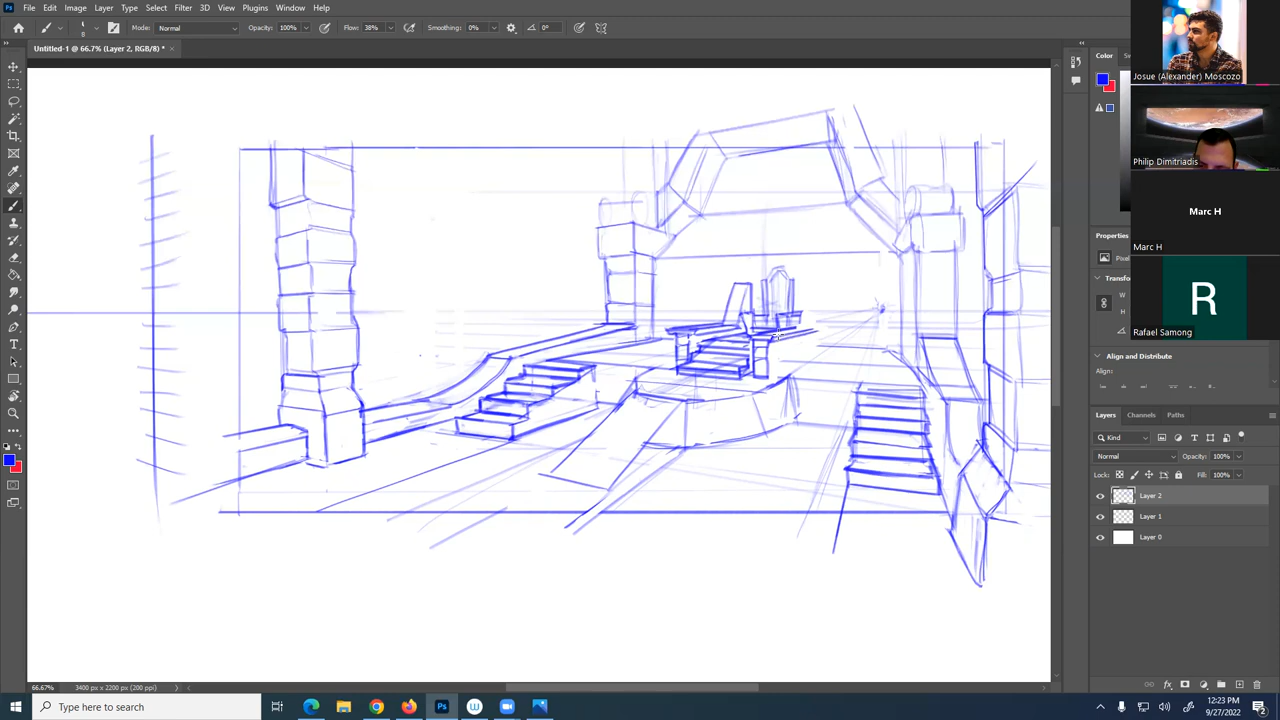 File Edit Image Layer Type Select Filter 3D View Plugins Window Help
8 Mode: Normal Opacity: 100% Flow: 38% Smoothing: 0% 0°
Untitled-1 @ 66.7% (Layer 2, RGB/8) *
Color
Josue (Alexander) Moscozo
Philip Dimitriadis
Marc H
Marc H
Properties
R
Rafael Samong
Align and Distribute
Align:
Layers Channels Paths
Kind
Normal Opacity: 100%
Lock: Fill: 100%
Layer 2
Layer 1
Layer 0
66.67% 3400 px x 2200 px (200 ppi)
Type here to search
12:23 PM
9/27/2022
2